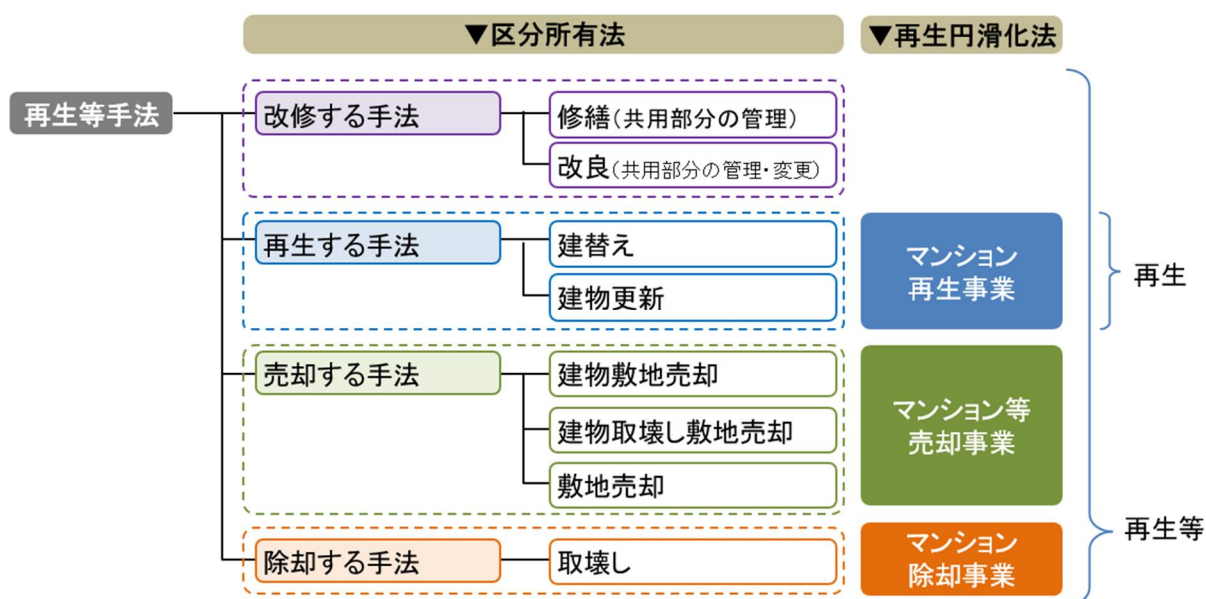 ▼区分所有法
▼再生円滑化法
再生等手法
改修する手法
修繕(共用部分の管理)
改良(共用部分の管理・変更)
再生する手法
建替え
建物更新
マンション
再生事業
再生
売却する手法
建物敷地売却
建物取壊し敷地売却
敷地売却
マンション等
売却事業
再生等
除却する手法
取壊し
マンション
除却事業